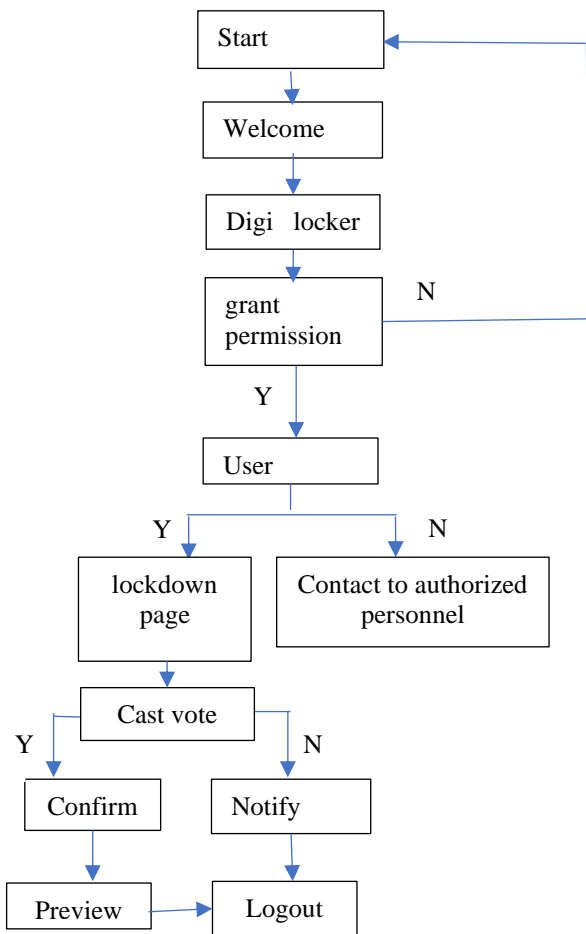 Start
Welcome
Digi locker
N
grant
permission
Y
User
Y
N
lockdown
page
Contact to authorized
personnel
Cast vote
Y
N
Confirm
Notify
Preview
Logout